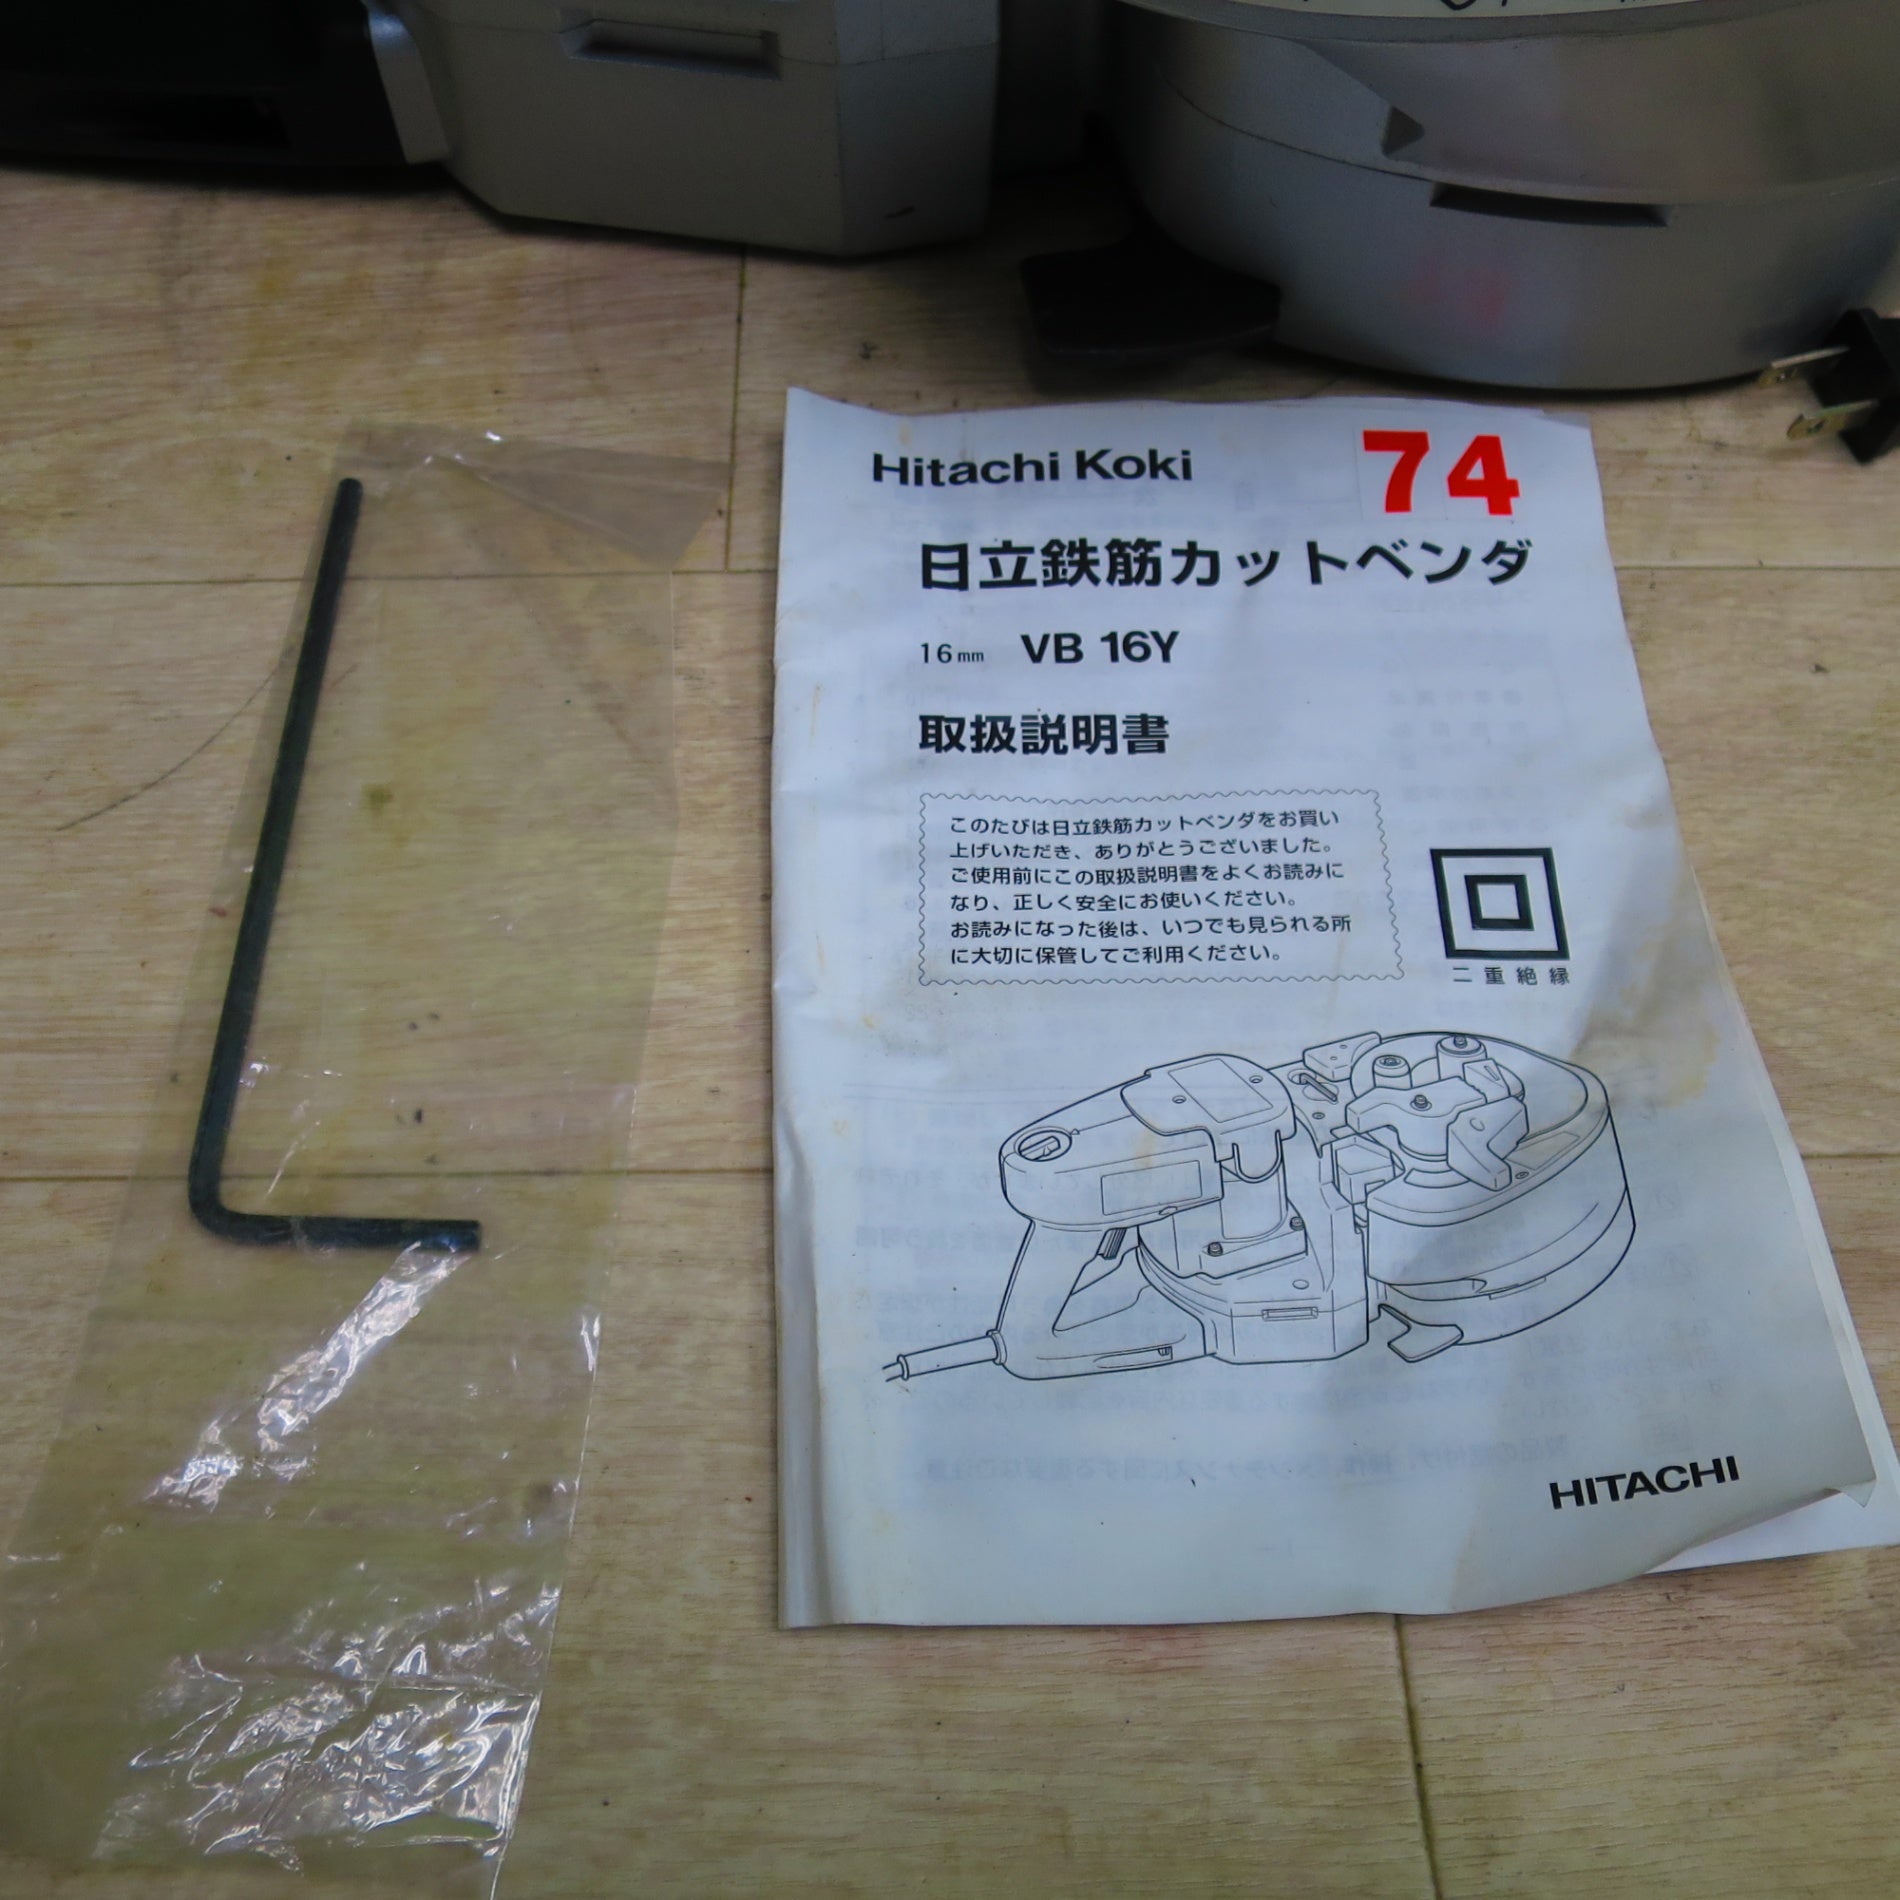 Hitachi Koki
74
日立鉄筋カットベンダ
16mm VB 16Y
取扱説明書
このたびは日立鉄筋カットベンダをお買い
上げいただき、ありがとうございました。
ご使用前にこの取扱説明書をよくお読みに
なり、正しく安全にお使いください。
お読みになった後は、いつでも見られる所
に大切に保管してご利用ください。
二重絶縁
HITACHI